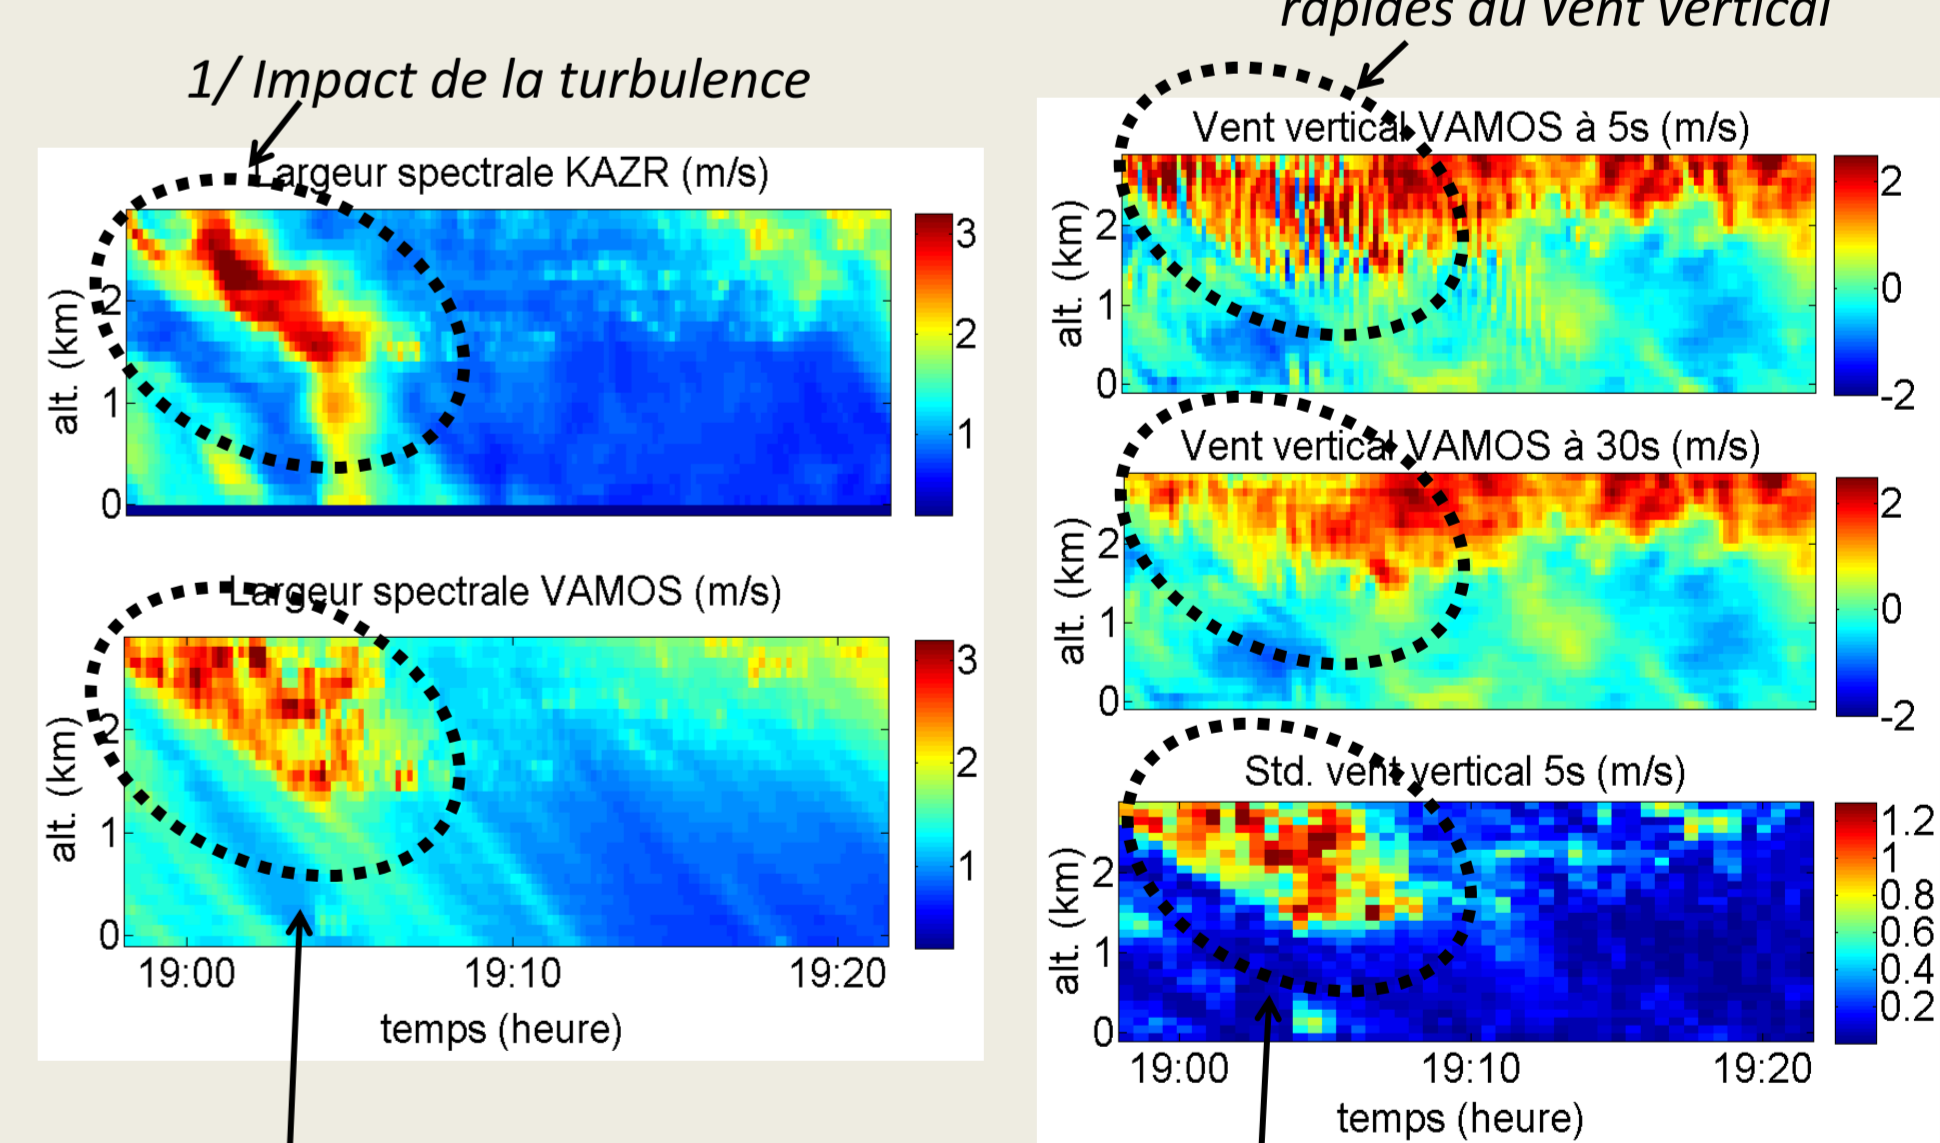 rapides du vent vertical
1/ Impact de la turbulence
Largeur spectrale KAZR (m/s)
alt. (km)
2
1
0
3
2
1
Largeur spectrale VAMOS (m/s)
alt. (km)
2
1
0
3
2
1
19:00 19:10 19:20
temps (heure)
Vent vertical VAMOS à 5s (m/s)
alt. (km)
2
1
0
2
0
-2
Vent vertical VAMOS à 30s (m/s)
alt. (km)
2
1
0
2
0
-2
Std. vent vertical 5s (m/s)
alt. (km)
2
1
0
1.2
1
0.8
0.6
0.4
0.2
19:00 19:10 19:20
temps (heure)